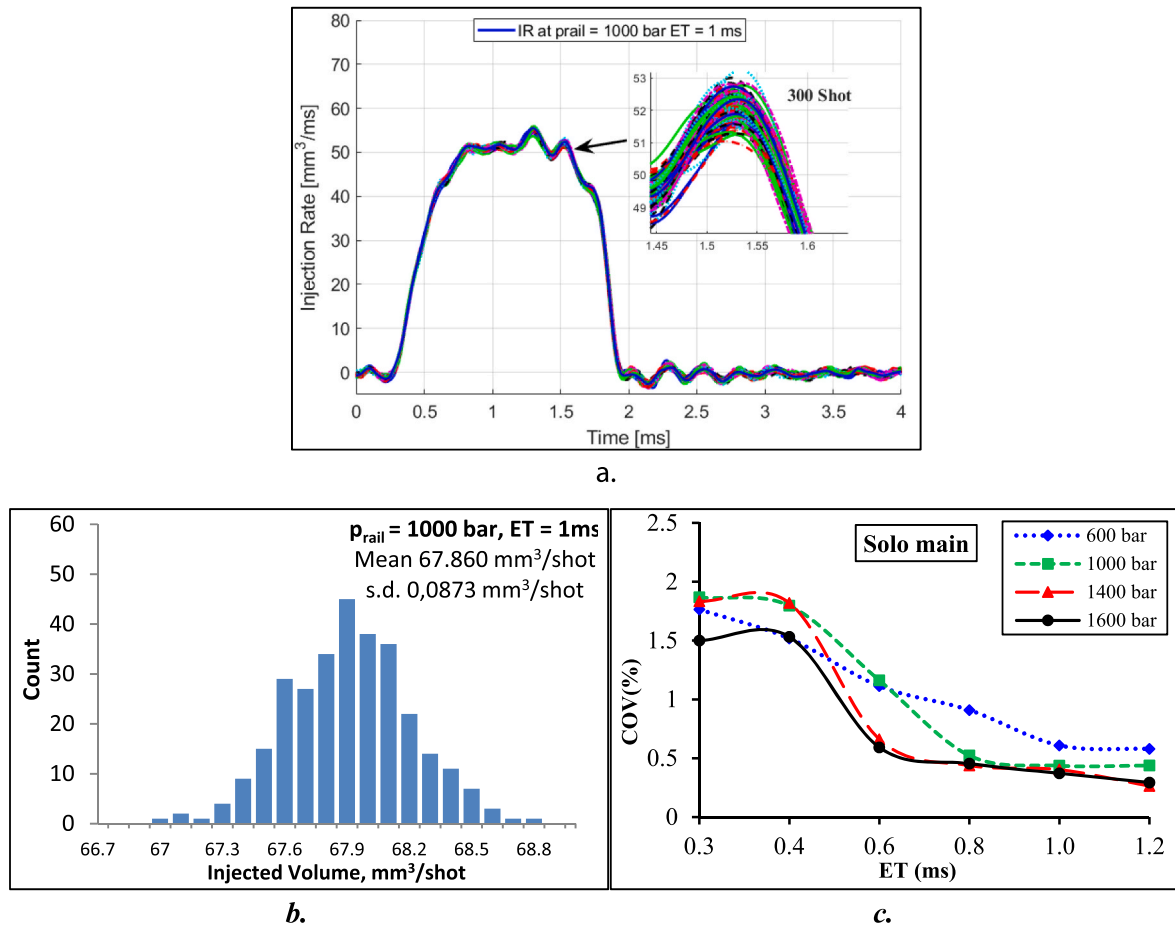 IR at prail = 1000 bar ET = 1 ms
300 Shot
53
52
51
50
49
1.45 1.5 1.55 1.6
80
70
60
50
40
30
20
10
0
Injection Rate [mm³/ms]
0 0.5 1 1.5 2 2.5 3 3.5 4
Time [ms]
a.
p_rail = 1000 bar, ET = 1ms
Mean 67.860 mm³/shot
s.d. 0,0873 mm³/shot
60
50
40
30
20
10
0
Count
66.7 67 67.3 67.6 67.9 68.2 68.5 68.8
Injected Volume, mm³/shot
b.
Solo main
600 bar
1000 bar
1400 bar
1600 bar
2.5
2
1.5
1
0.5
0
COV(%)
0.3 0.4 0.6 0.8 1.0 1.2
ET (ms)
c.